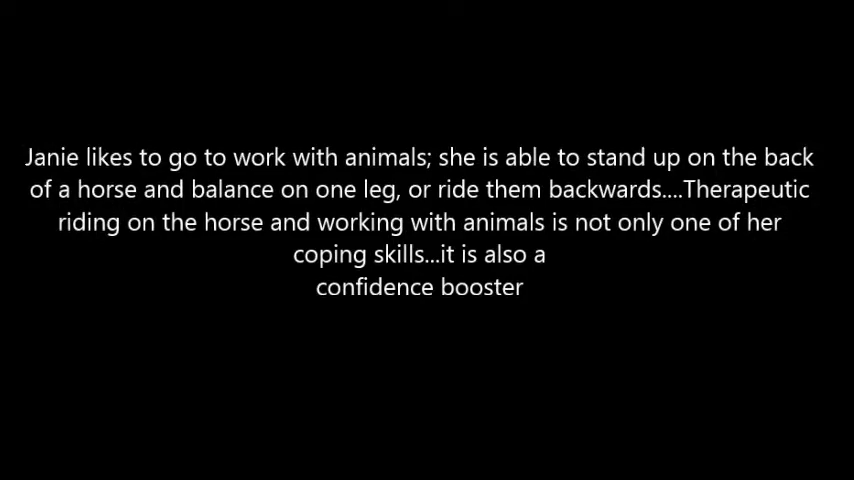 Janie likes to go to work with animals; she is able to stand up on the back
of a horse and balance on one leg, or ride them backwards....Therapeutic
riding on the horse and working with animals is not only one of her
coping skills...it is also a
confidence booster